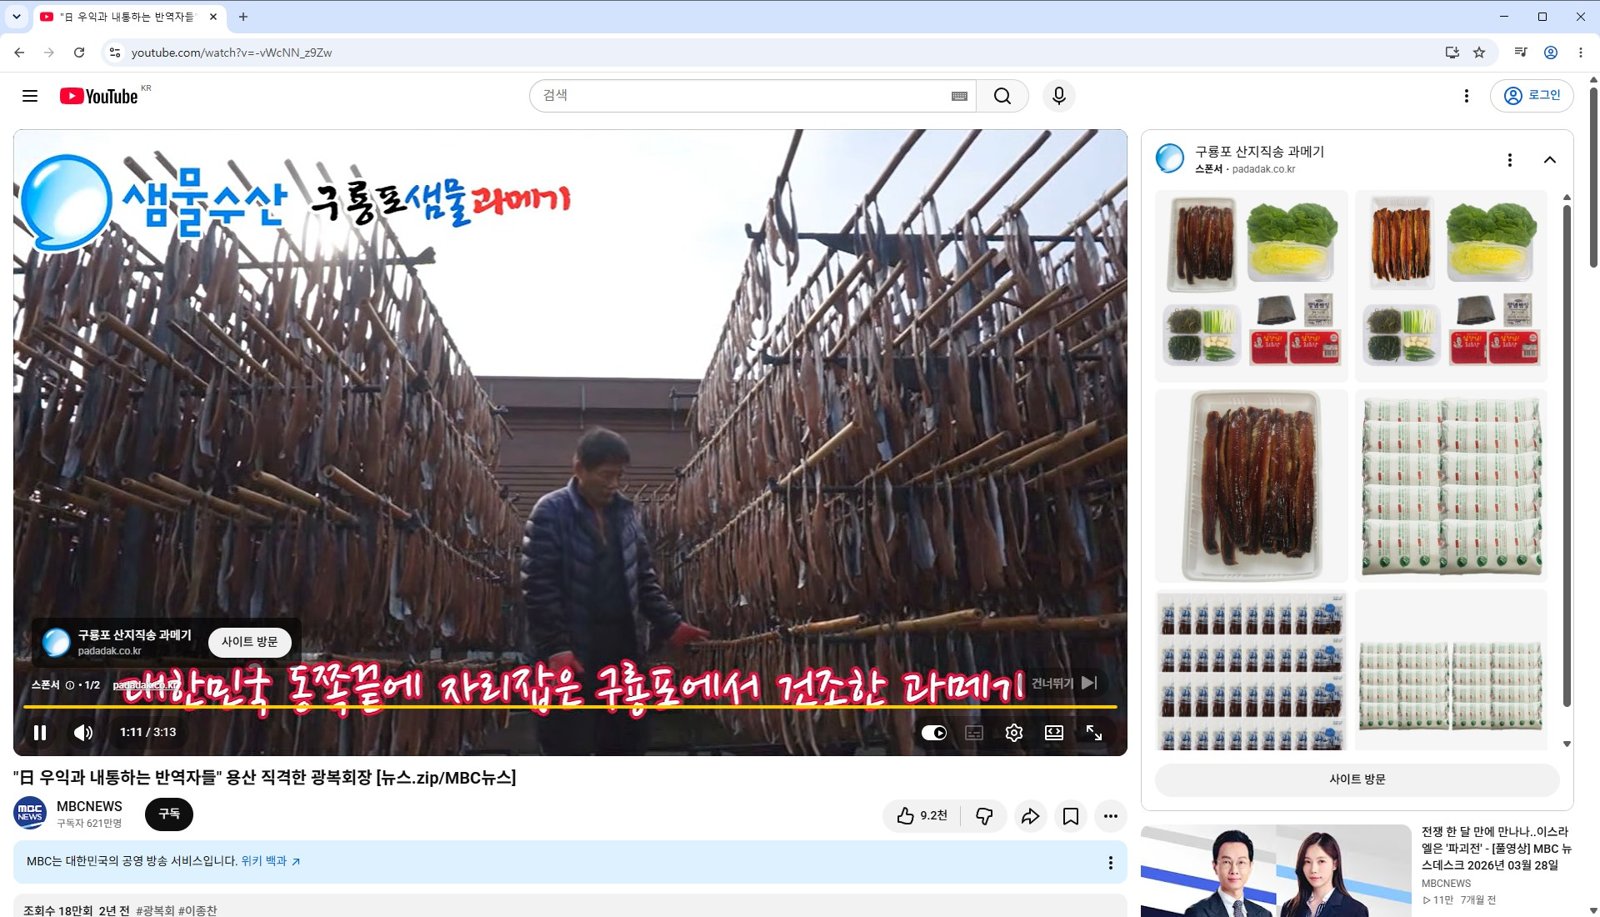 "日 우익과 내통하는 반역자들"
youtube.com/watch?v=-vWcNN_z9Zw
YouTube KR
검색
로그인
샘물수산 구룡포샘물과메기
구룡포 산지직송 과메기
padadak.co.kr
사이트 방문
스폰서 · 1/2 padadak.co.kr
대한민국 동쪽끝에 자리잡은 구룡포에서 건조한 과메기
건너뛰기
1:11 / 3:13
"日 우익과 내통하는 반역자들" 용산 직격한 광복회장 [뉴스.zip/MBC뉴스]
MBC NEWS
MBCNEWS
구독자 621만명
구독
9.2천
MBC는 대한민국의 공영 방송 서비스입니다. 위키 백과
조회수 18만회 2년 전 #광복회 #이종찬
구룡포 산지직송 과메기
스폰서 · padadak.co.kr
사이트 방문
전쟁 한 달 만에 만나나..이스라
엘은 '파괴전' - [풀영상] MBC 뉴
스데스크 2026년 03월 28일
MBCNEWS
11만 7개월 전